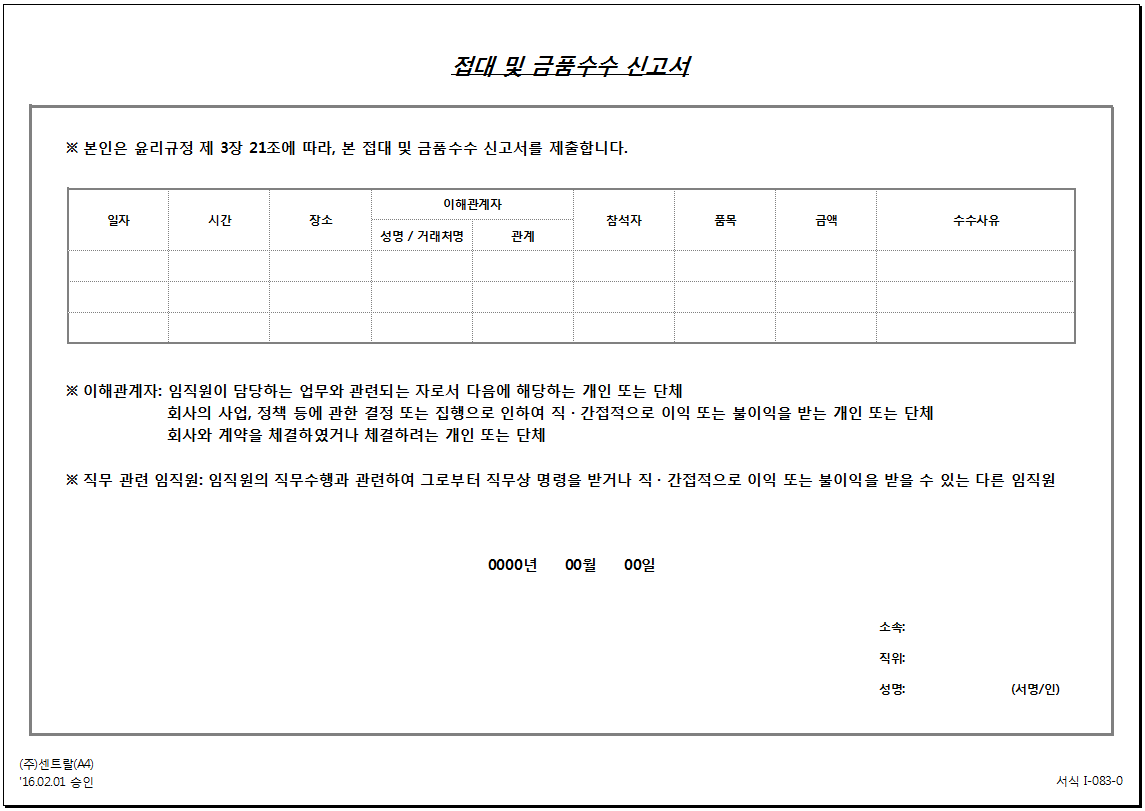 접대 및 금품수수 신고서
※ 본인은 윤리규정 제 3장 21조에 따라, 본 접대 및 금품수수 신고서를 제출합니다.
일자 시간 장소 이해관계자 참석자 품목 금액 수수사유
성명 / 거래처명 관계
※ 이해관계자: 임직원이 담당하는 업무와 관련되는 자로서 다음에 해당하는 개인 또는 단체
회사의 사업, 정책 등에 관한 결정 또는 집행으로 인하여 직 · 간접적으로 이익 또는 불이익을 받는 개인 또는 단체
회사와 계약을 체결하였거나 체결하려는 개인 또는 단체
※ 직무 관련 임직원: 임직원의 직무수행과 관련하여 그로부터 직무상 명령을 받거나 직 · 간접적으로 이익 또는 불이익을 받을 수 있는 다른 임직원
0000년 00월 00일
소속:
직위:
성명: (서명/인)
(주)센트랄(A4)
'16.02.01 승인 서식 I-083-0